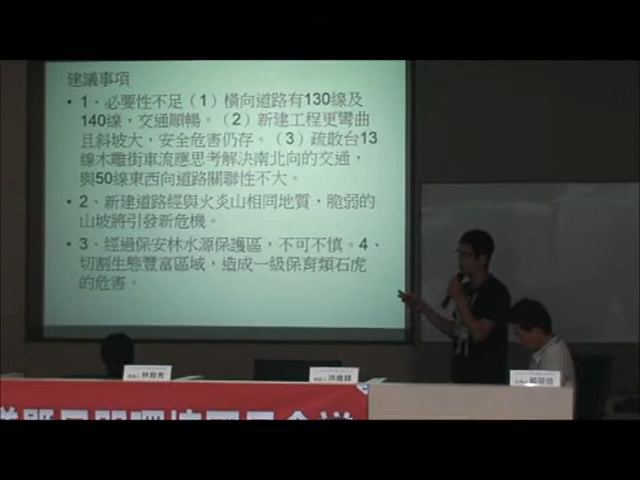 建議事項
• 1、必要性不足（1）橫向道路有130線及
140線，交通順暢。（2）新建工程更彎曲
且斜坡大，安全危害仍存。（3）疏散台13
線木雕街車流應思考解決南北向的交通，
與50線東西向道路關聯性不大。
• 2、新建道路經與火炎山相同地質，脆弱的
山坡將引發新危機。
• 3、經過保安林水源保護區，不可不慎。4、
切割生態豐富區域，造成一級保育類石虎
的危害。